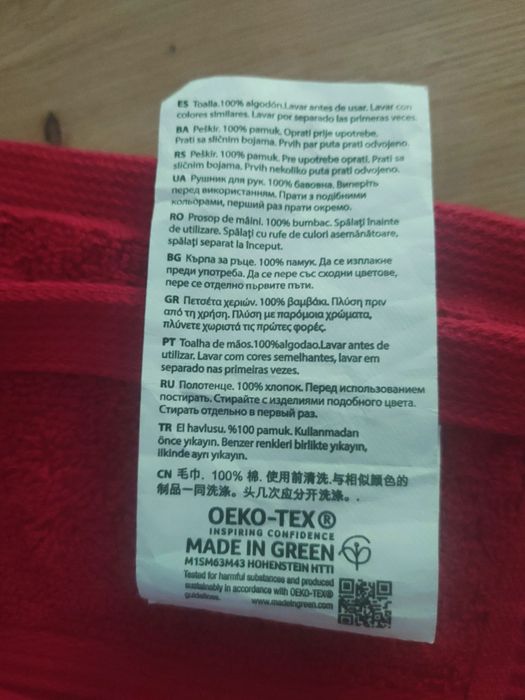 ES Toalla.100% algodón.Lavar antes de usar. Lavar con
colores similares. Lavar por separado las primeras veces.
BA Peškir. 100% pamuk. Oprati prije upotrebe.
Prati sa sličnim bojama. Prvih par puta prati odvojeno.
RS Peškir. 100% pamuk. Pre upotrebe oprati. Prati sa
sličnim bojama. Prvih nekoliko puta prati odvojeno.
UA Рушник для рук. 100% бавовна. Виперіть
перед використанням. Прати з подібними
кольорами, перший раз прати окремо.
RO Prosop de mâini. 100% bumbac. Spălați înainte
de utilizare. Spălați cu rufe de culori asemănătoare,
spălați separat la început.
BG Кърпа за ръце. 100% памук. Да се изплакне
преди употреба. Да се пере със сходни цветове,
пере се отделно първите пъти.
GR Πετσέτα χεριών. 100% βαμβάκι. Πλύση πριν
από τη χρήση. Πλύση με παρόμοια χρώματα,
πλύνετε χωριστά τις πρώτες φορές.
PT Toalha de mãos.100%algodao.Lavar antes de
utilizar. Lavar com cores semelhantes, lavar em
separado nas primeiras vezes.
RU Полотенце. 100% хлопок. Перед использованием
постирать. Стирайте с изделиями подобного цвета.
Стирать отдельно в первый раз.
TR El havlusu. %100 pamuk. Kullanmadan
önce yıkayın. Benzer renkleri birlikte yıkayın,
ilkinde ayrı yıkayın.
CN 毛巾. 100% 棉. 使用前清洗.与相似颜色的
制品一同洗涤。头几次应分开洗涤。.
OEKO-TEX®
INSPIRING CONFIDENCE
MADE IN GREEN
M1SM63M43 HOHENSTEIN HTTI
Tested for harmful substances and produced
sustainably in accordance with OEKO-TEX®
guidelines. www.madeingreen.com